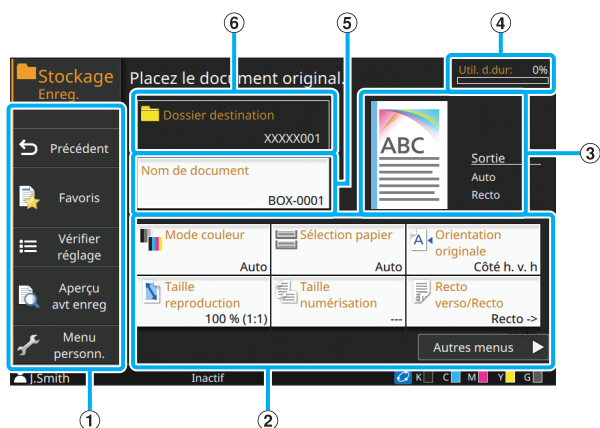 6
5
4
Stockage
Enreg.
Placez le document original.
Util. d.dur: 0%
Dossier destination
XXXXX001
ABC
Sortie
Auto
Recto
3
Précédent
Nom de document
BOX-0001
Favoris
Mode couleur
Auto
Sélection papier
Auto
Orientation
originale
Côté h. v. h
Vérifier
réglage
Taille
reproduction
100 % (1:1)
Taille
numérisation
---
Recto
verso/Recto
Recto ->
Aperçu
avt enreg
Menu
personn.
Autres menus
J.Smith
Inactif
K C M Y G
1
2